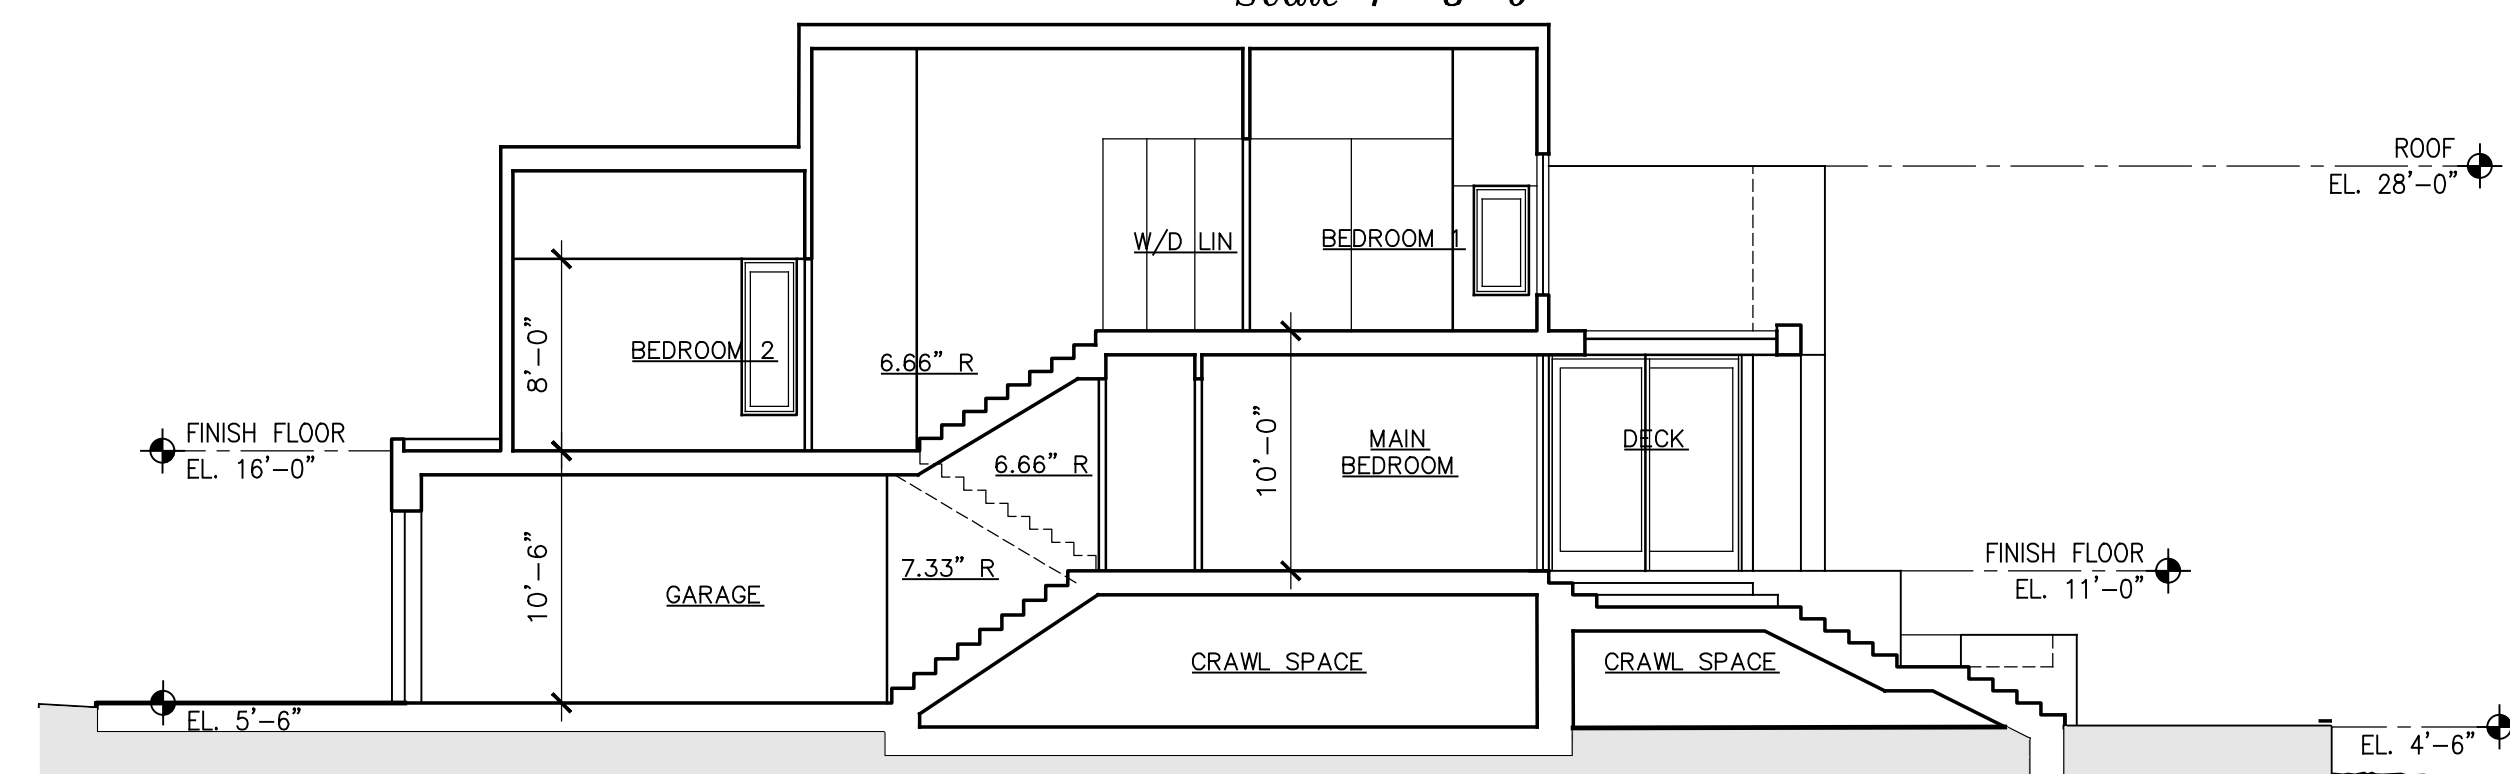 ROOF
EL. 28'-0"
W/D LIN
BEDROOM 1
8'-0"
BEDROOM 2
6.66" R
FINISH FLOOR
EL. 16'-0"
6.66" R
10'-0"
MAIN
BEDROOM
DECK
10'-6"
GARAGE
7.33" R
FINISH FLOOR
EL. 11'-0"
CRAWL SPACE
CRAWL SPACE
EL. 5'-6"
EL. 4'-6"